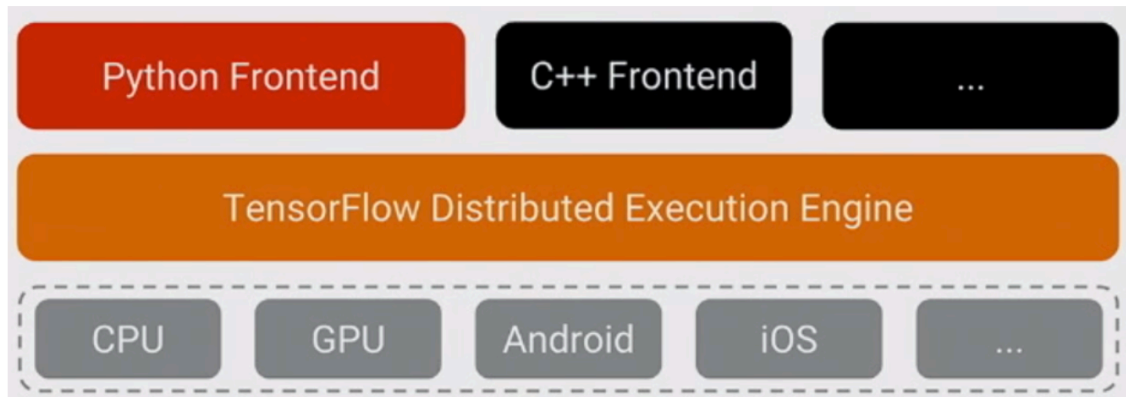 Python Frontend
C++ Frontend
...
TensorFlow Distributed Execution Engine
CPU
GPU
Android
iOS
...